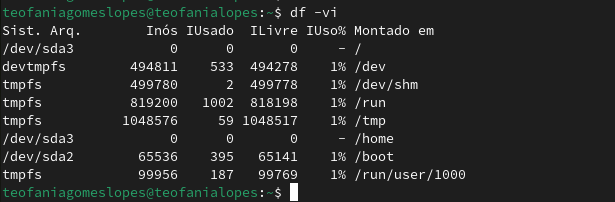 teofaniagomeslopes@teofanialopes:~$ df -vi
Sist. Arq. Inós IUsado ILivre IUso% Montado em
/dev/sda3 0 0 0 - /
devtmpfs 494811 533 494278 1% /dev
tmpfs 499780 2 499778 1% /dev/shm
tmpfs 819200 1002 818198 1% /run
tmpfs 1048576 59 1048517 1% /tmp
/dev/sda3 0 0 0 - /home
/dev/sda2 65536 395 65141 1% /boot
tmpfs 99956 187 99769 1% /run/user/1000
teofaniagomeslopes@teofanialopes:~$